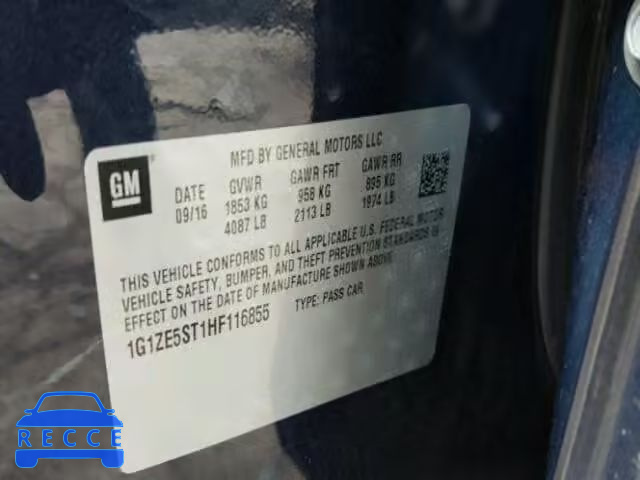 GM
MFD BY GENERAL MOTORS LLC
DATE GVWR GAWR FRT GAWR RR
09/16 1853 KG 958 KG 895 KG
4087 LB 2113 LB 1974 LB
THIS VEHICLE CONFORMS TO ALL APPLICABLE U.S. FEDERAL MOTOR
VEHICLE SAFETY, BUMPER, AND THEFT PREVENTION STANDARDS IN
EFFECT ON THE DATE OF MANUFACTURE SHOWN ABOVE.
1G1ZE5ST1HF116855 TYPE: PASS CAR
RECCE